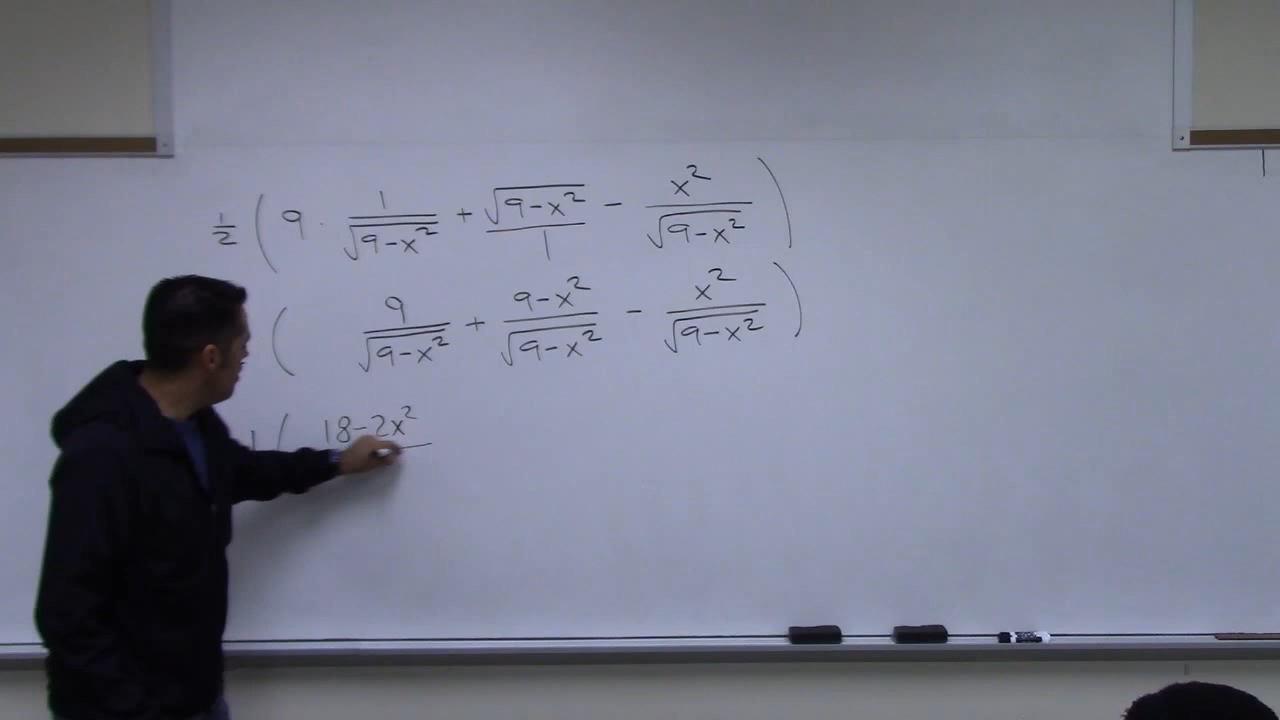 1/2 ( 9 · 1/√(9-x²) + √(9-x²)/1 - x²/√(9-x²) )
( 9/√(9-x²) + (9-x²)/√(9-x²) - x²/√(9-x²) )
1 ( 18-2x²